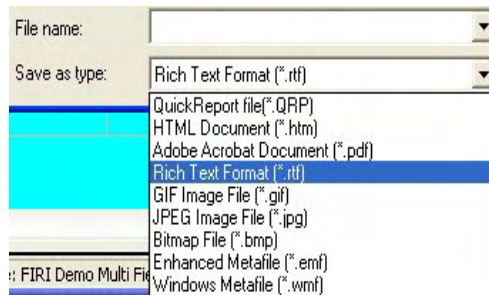 File name:
Save as type: Rich Text Format (*.rtf)
QuickReport file(*.QRP)
HTML Document (*.htm)
Adobe Acrobat Document (*.pdf)
Rich Text Format (*.rtf)
GIF Image File (*.gif)
JPEG Image File (*.jpg)
Bitmap File (*.bmp)
Enhanced Metafile (*.emf)
: FIRI Demo Multi Fie
Windows Metafile (*.wmf)